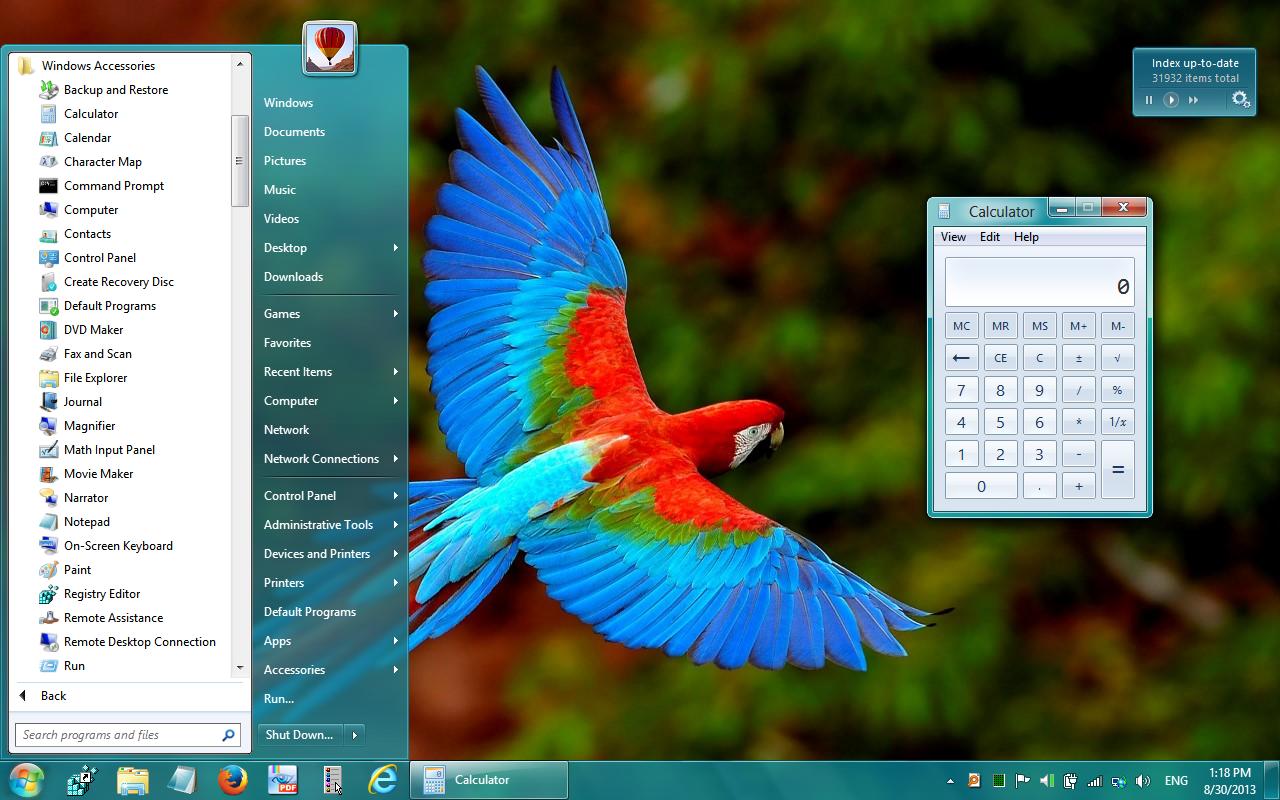 Windows Accessories
Backup and Restore
Calculator
Calendar
Character Map
Command Prompt
Computer
Contacts
Control Panel
Create Recovery Disc
Default Programs
DVD Maker
Fax and Scan
File Explorer
Journal
Magnifier
Math Input Panel
Movie Maker
Narrator
Notepad
On-Screen Keyboard
Paint
Registry Editor
Remote Assistance
Remote Desktop Connection
Run
Back
Search programs and files
Windows
Documents
Pictures
Music
Videos
Desktop
Downloads
Games
Favorites
Recent Items
Computer
Network
Network Connections
Control Panel
Administrative Tools
Devices and Printers
Printers
Default Programs
Apps
Accessories
Run...
Shut Down...
Index up-to-date
31932 items total
Calculator
View Edit Help
0
MC MR MS M+ M-
← CE C ± √
7 8 9 / %
4 5 6 * 1/x
1 2 3 - =
0 . +
PDF
Calculator
ENG
1:18 PM
8/30/2013